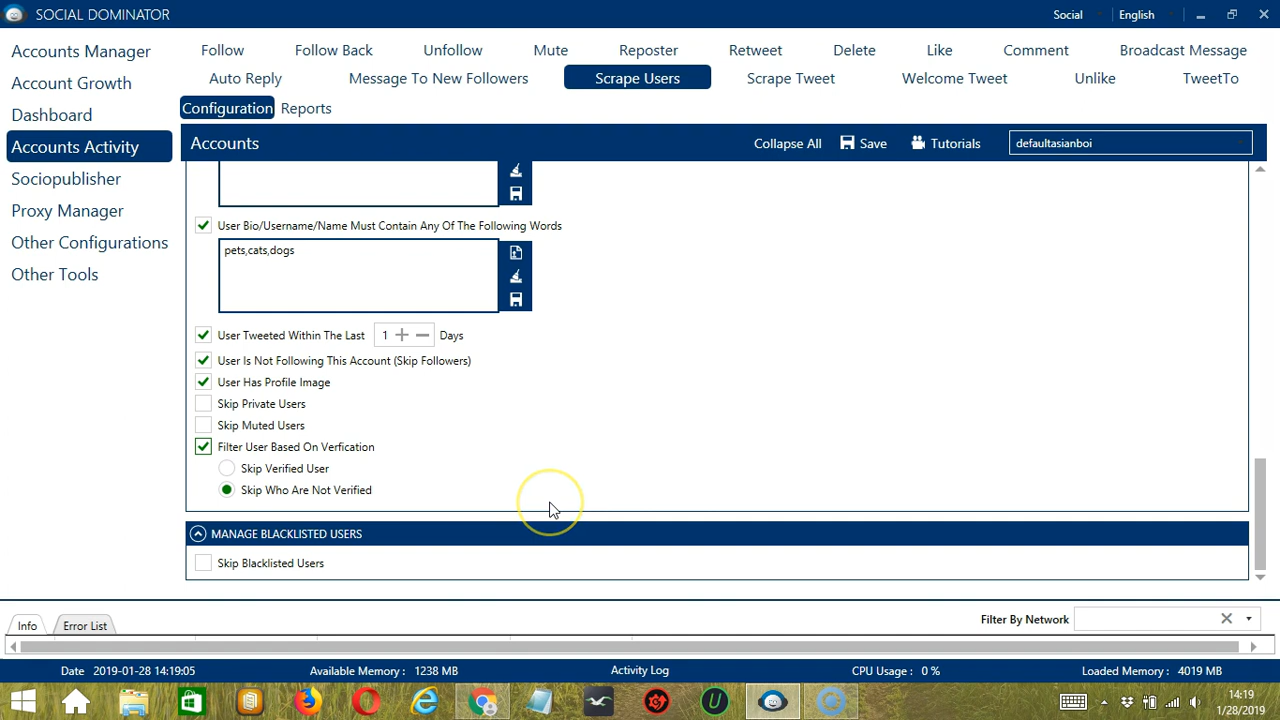 SOCIAL DOMINATOR
Social
English
Accounts Manager
Account Growth
Dashboard
Accounts Activity
Sociopublisher
Proxy Manager
Other Configurations
Other Tools
Follow
Follow Back
Unfollow
Mute
Reposter
Retweet
Delete
Like
Comment
Broadcast Message
Auto Reply
Message To New Followers
Scrape Users
Scrape Tweet
Welcome Tweet
Unlike
TweetTo
Configuration
Reports
Accounts
Collapse All
Save
Tutorials
defaultasianboi
User Bio/Username/Name Must Contain Any Of The Following Words
pets,cats,dogs
User Tweeted Within The Last 1 Days
User Is Not Following This Account (Skip Followers)
User Has Profile Image
Skip Private Users
Skip Muted Users
Filter User Based On Verfication
Skip Verified User
Skip Who Are Not Verified
MANAGE BLACKLISTED USERS
Skip Blacklisted Users
Info
Error List
Filter By Network
Date 2019-01-28 14:19:05
Available Memory : 1238 MB
Activity Log
CPU Usage : 0 %
Loaded Memory : 4019 MB
14:19
1/28/2019